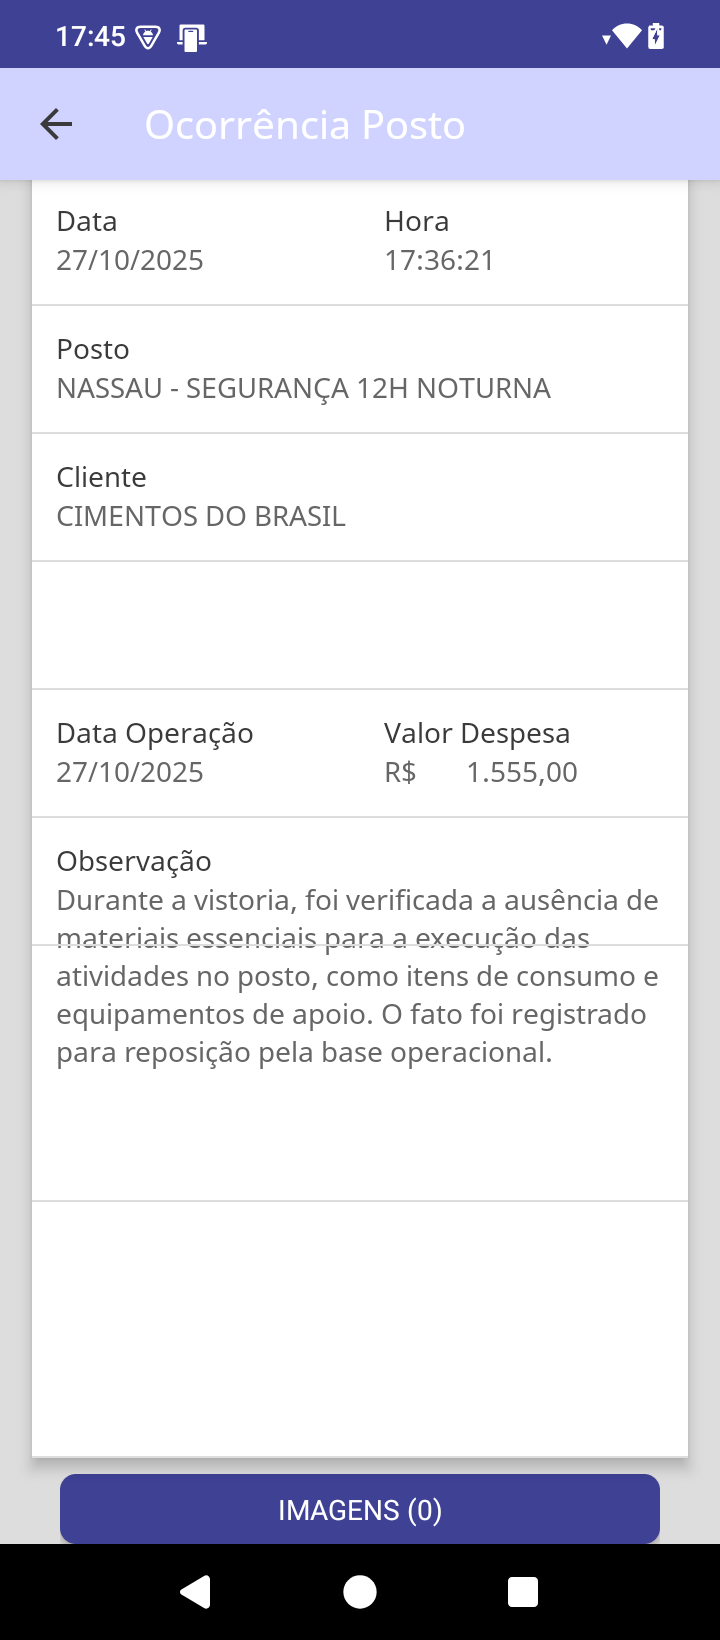 17:45
Ocorrência Posto
Data
Hora
27/10/2025
17:36:21
Posto
NASSAU - SEGURANÇA 12H NOTURNA
Cliente
CIMENTOS DO BRASIL
Data Operação
Valor Despesa
27/10/2025
R$ 1.555,00
Observação
Durante a vistoria, foi verificada a ausência de
materiais essenciais para a execução das
atividades no posto, como itens de consumo e
equipamentos de apoio. O fato foi registrado
para reposição pela base operacional.
IMAGENS (0)